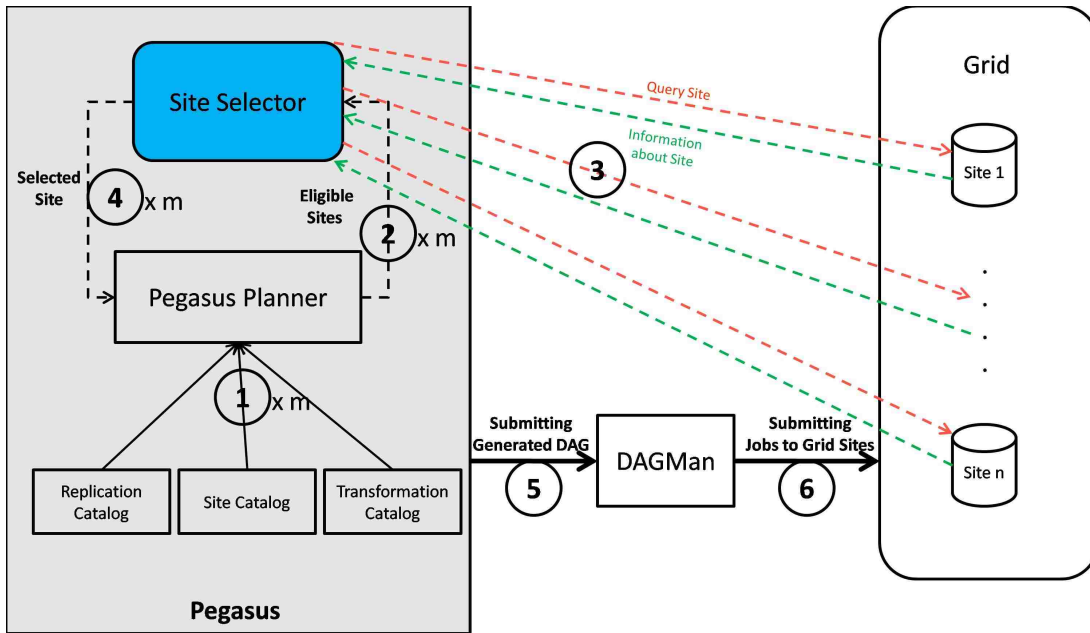 Site Selector
Selected
Site
4 x m
Eligible
Sites
2 x m
Pegasus Planner
1 x m
Replication
Catalog
Site Catalog
Transformation
Catalog
Pegasus
Query Site
Information
about Site
3
Submitting
Generated DAG
5
DAGMan
Submitting
Jobs to Grid Sites
6
Grid
Site 1
.
.
.
.
Site n